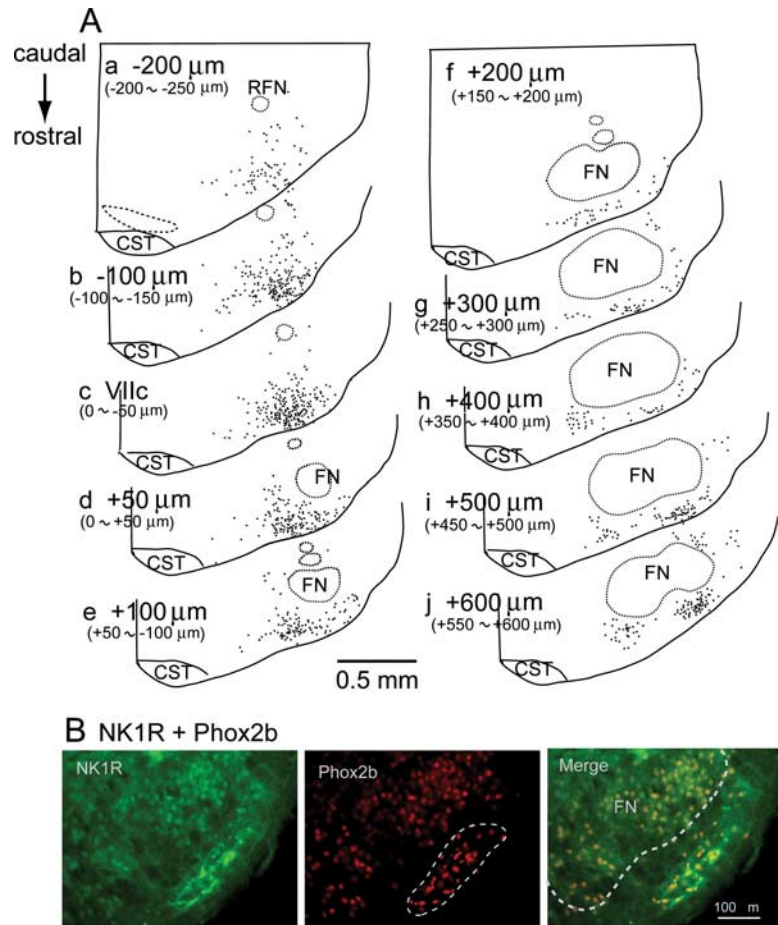 A
caudal
rostral
a -200 µm
(-200 ~ -250 µm)
RFN
CST
b -100 µm
(-100 ~ -150 µm)
CST
c VIIc
(0 ~ -50 µm)
CST
FN
d +50 µm
(0 ~ +50 µm)
CST
FN
e +100 µm
(+50 ~ -100 µm)
CST
0.5 mm
f +200 µm
(+150 ~ +200 µm)
FN
CST
FN
g +300 µm
(+250 ~ +300 µm)
CST
FN
h +400 µm
(+350 ~ +400 µm)
CST
FN
i +500 µm
(+450 ~ +500 µm)
CST
FN
j +600 µm
(+550 ~ +600 µm)
CST
B NK1R + Phox2b
NK1R
Phox2b
Merge
FN
100 m